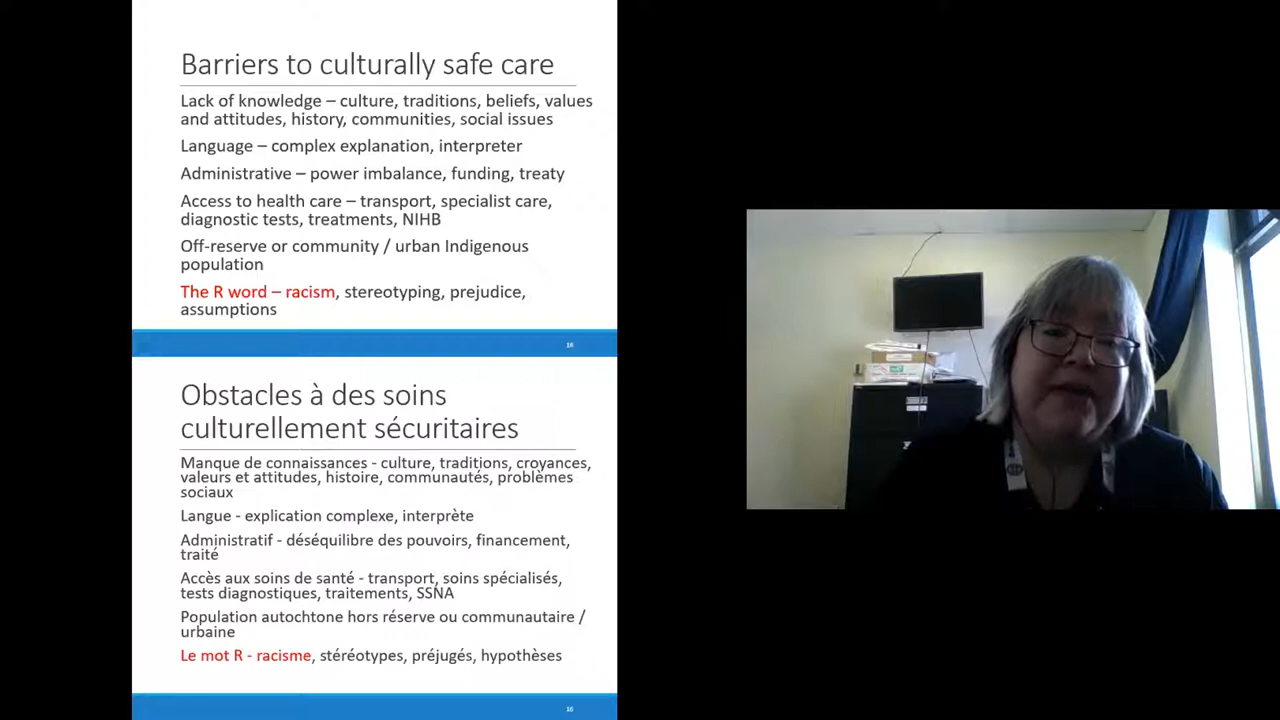 Barriers to culturally safe care
Lack of knowledge – culture, traditions, beliefs, values
and attitudes, history, communities, social issues
Language – complex explanation, interpreter
Administrative – power imbalance, funding, treaty
Access to health care – transport, specialist care,
diagnostic tests, treatments, NIHB
Off-reserve or community / urban Indigenous
population
The R word – racism, stereotyping, prejudice,
assumptions
16
Obstacles à des soins
culturellement sécuritaires
Manque de connaissances - culture, traditions, croyances,
valeurs et attitudes, histoire, communautés, problèmes
sociaux
Langue - explication complexe, interprète
Administratif - déséquilibre des pouvoirs, financement,
traité
Accès aux soins de santé - transport, soins spécialisés,
tests diagnostiques, traitements, SSNA
Population autochtone hors réserve ou communautaire /
urbaine
Le mot R - racisme, stéréotypes, préjugés, hypothèses
16